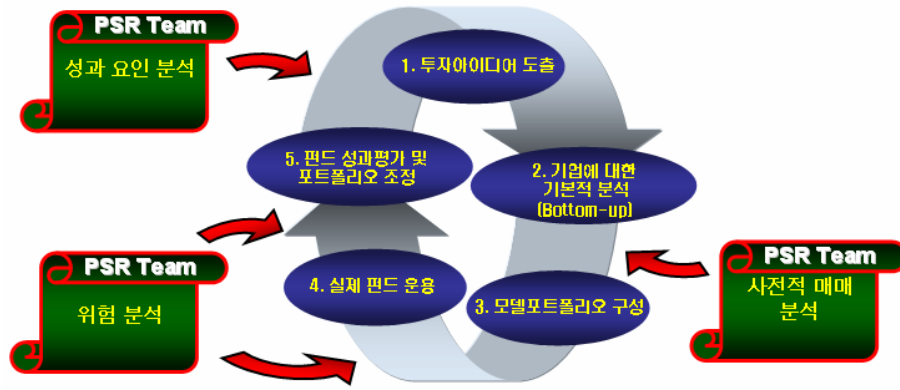 PSR Team
성과 요인 분석
1. 투자아이디어 도출
5. 펀드 성과평가 및
포트폴리오 조정
2. 기업에 대한
기본적 분석
(Bottom-up)
PSR Team
위험 분석
4. 실제 펀드 운용
3. 모델포트폴리오 구성
PSR Team
사전적 매매
분석